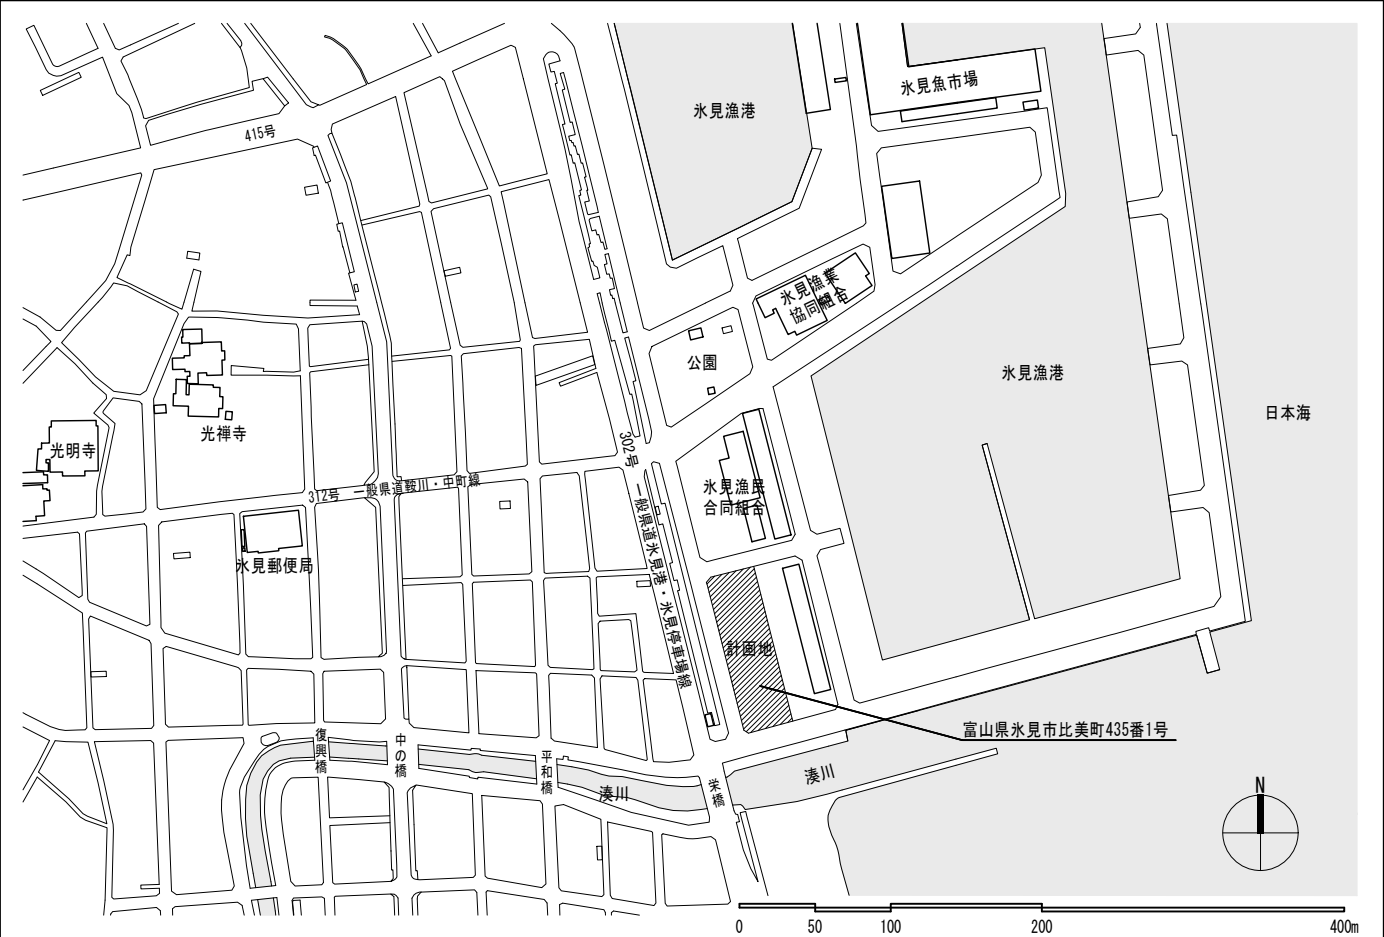 415号
氷見漁港
氷見魚市場
氷見漁業
協同組合
公園
氷見漁港
日本海
光禅寺
光明寺
302号 一般県道氷見港・氷見停車場線
312号 一般県道鞍川・中町線
氷見漁民
合同組合
氷見郵便局
計画地
富山県氷見市比美町435番1号
復興橋
中の橋
平和橋
栄橋
湊川
湊川
N
0 50 100 200 400m